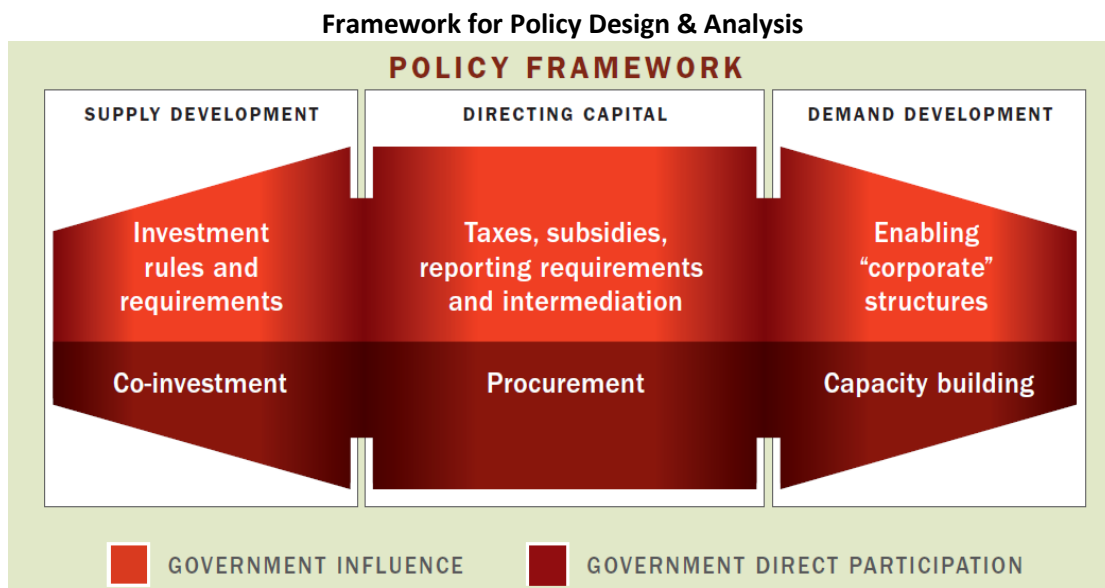 Framework for Policy Design & Analysis
POLICY FRAMEWORK
SUPPLY DEVELOPMENT
DIRECTING CAPITAL
DEMAND DEVELOPMENT
Investment
rules and
requirements
Taxes, subsidies,
reporting requirements
and intermediation
Enabling
“corporate”
structures
Co-investment
Procurement
Capacity building
GOVERNMENT INFLUENCE
GOVERNMENT DIRECT PARTICIPATION